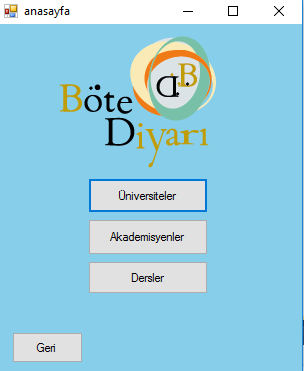 anasayfa
B
D.
Böte
Diyarı
Üniversiteler
Akademisyenler
Dersler
Geri